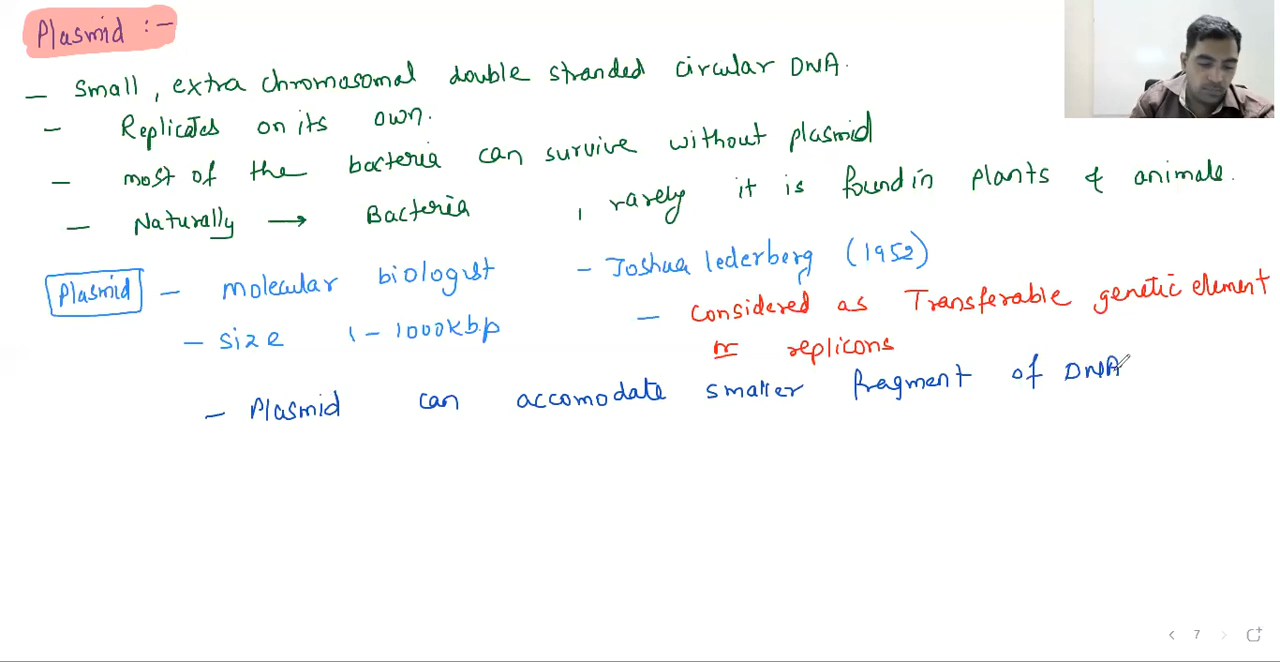 Plasmid :-
- Small, extra chromasomal double stranded circular DNA.
- Replicates on its own.
- most of the bacteria can survive without plasmid
- Naturally → Bacteria , rarely it is found in plants & animals.
Plasmid - molecular biologist - Joshua lederberg (1952)
- size 1-1000kbp - considered as Transferable genetic element
or replicons
- Plasmid can accomodate smaller fragment of DNA
< 7 >